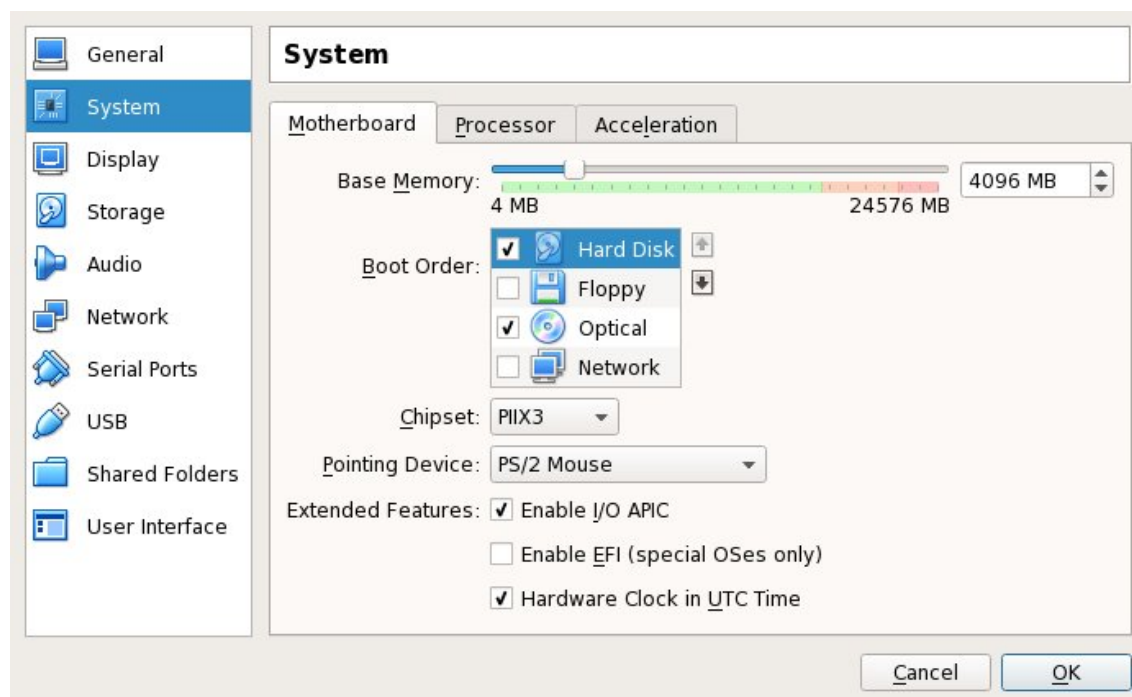 General
System
Display
Storage
Audio
Network
Serial Ports
USB
Shared Folders
User Interface
System
Motherboard Processor Acceleration
Base Memory: 4096 MB
4 MB 24576 MB
Boot Order:
Hard Disk
Floppy
Optical
Network
Chipset: PIIX3
Pointing Device: PS/2 Mouse
Extended Features: Enable I/O APIC
Enable EFI (special OSes only)
Hardware Clock in UTC Time
Cancel OK